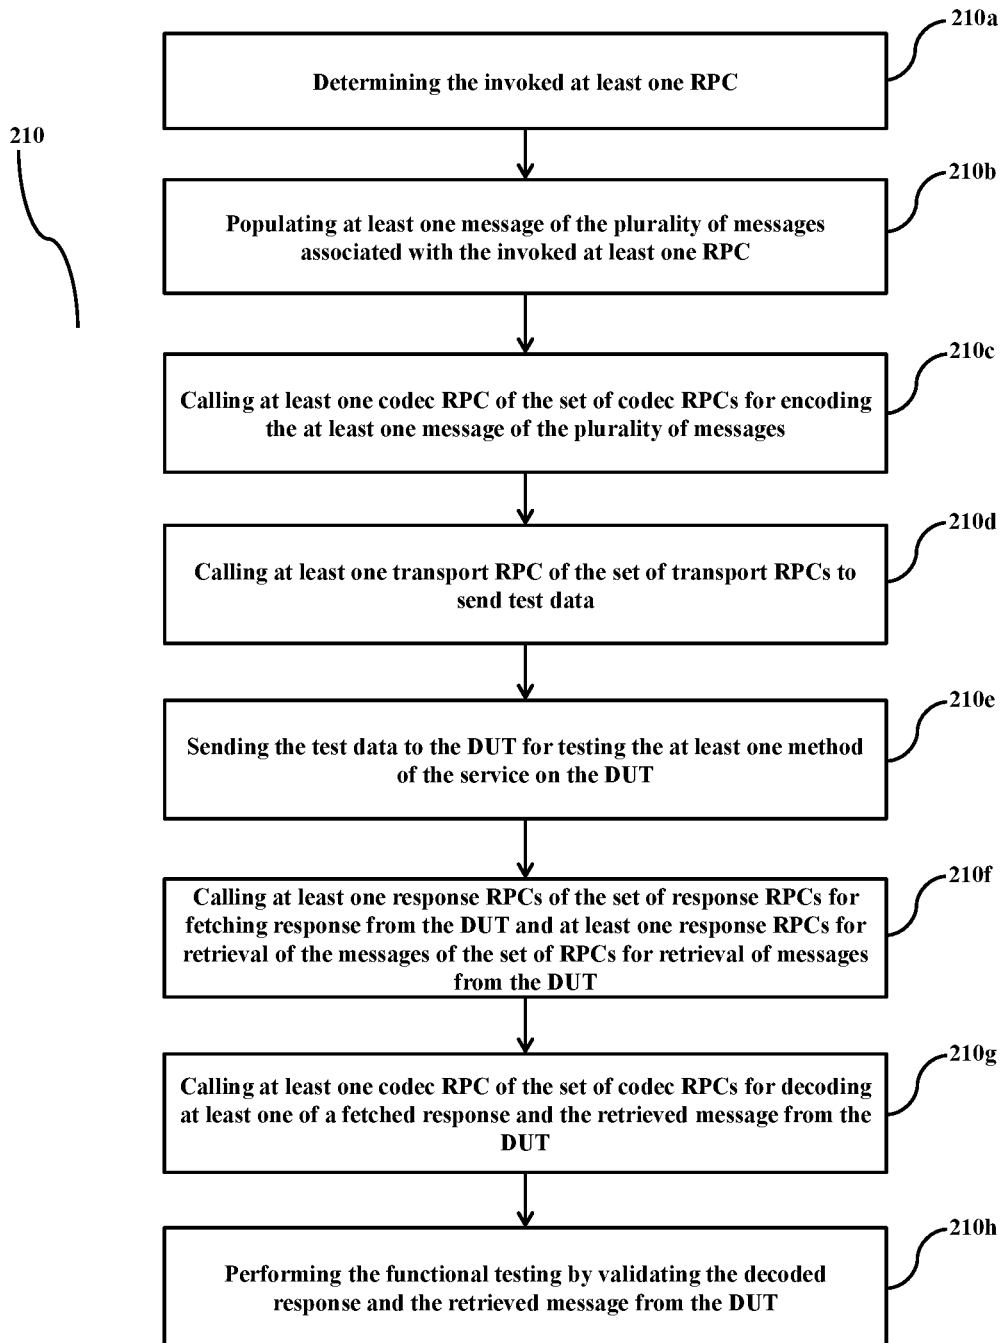 210a
Determining the invoked at least one RPC
210
210b
Populating at least one message of the plurality of messages
associated with the invoked at least one RPC
210c
Calling at least one codec RPC of the set of codec RPCs for encoding
the at least one message of the plurality of messages
210d
Calling at least one transport RPC of the set of transport RPCs to
send test data
210e
Sending the test data to the DUT for testing the at least one method
of the service on the DUT
210f
Calling at least one response RPCs of the set of response RPCs for
fetching response from the DUT and at least one response RPCs for
retrieval of the messages of the set of RPCs for retrieval of messages
from the DUT
210g
Calling at least one codec RPC of the set of codec RPCs for decoding
at least one of a fetched response and the retrieved message from the
DUT
210h
Performing the functional testing by validating the decoded
response and the retrieved message from the DUT